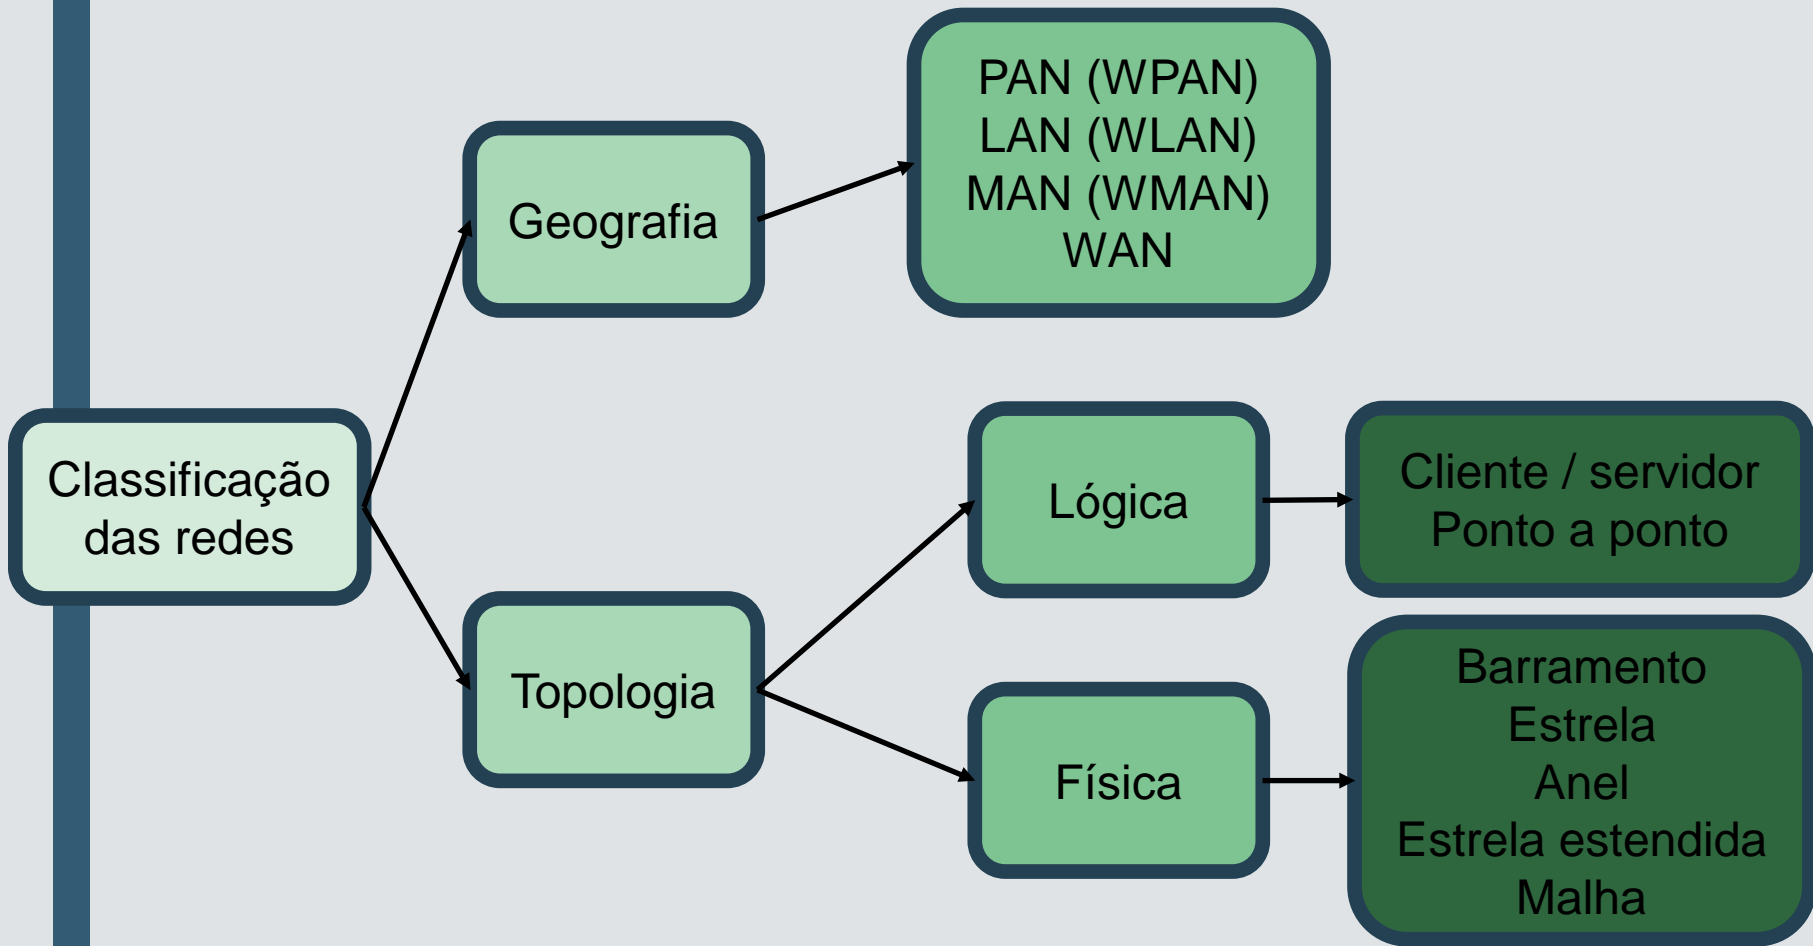 PAN (WPAN)
LAN (WLAN)
MAN (WMAN)
WAN
Geografia
Classificação
das redes
Lógica
Cliente / servidor
Ponto a ponto
Topologia
Física
Barramento
Estrela
Anel
Estrela estendida
Malha